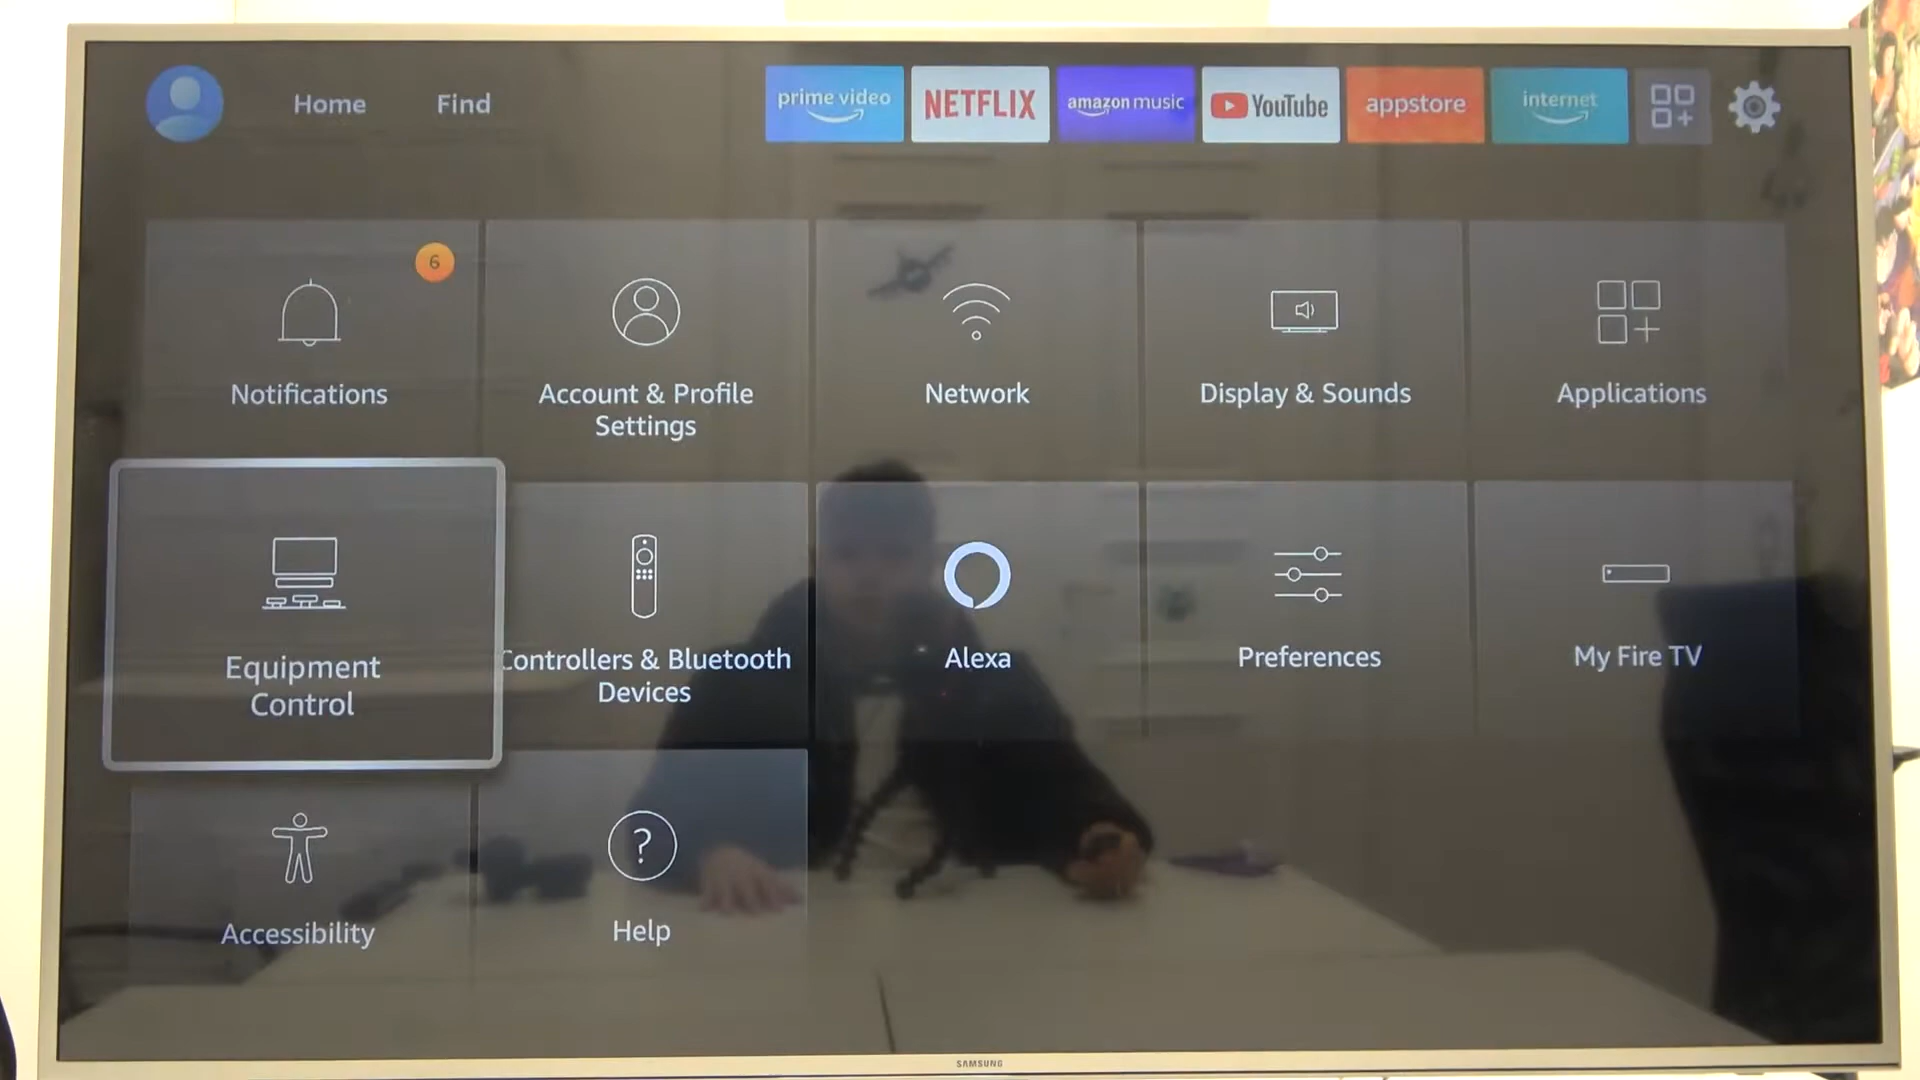 Home
Find
prime video
NETFLIX
amazon music
YouTube
appstore
internet
6
Notifications
Account & Profile
Settings
Network
Display & Sounds
Applications
Equipment
Control
Controllers & Bluetooth
Devices
Alexa
Preferences
My Fire TV
Accessibility
?
Help
SAMSUNG